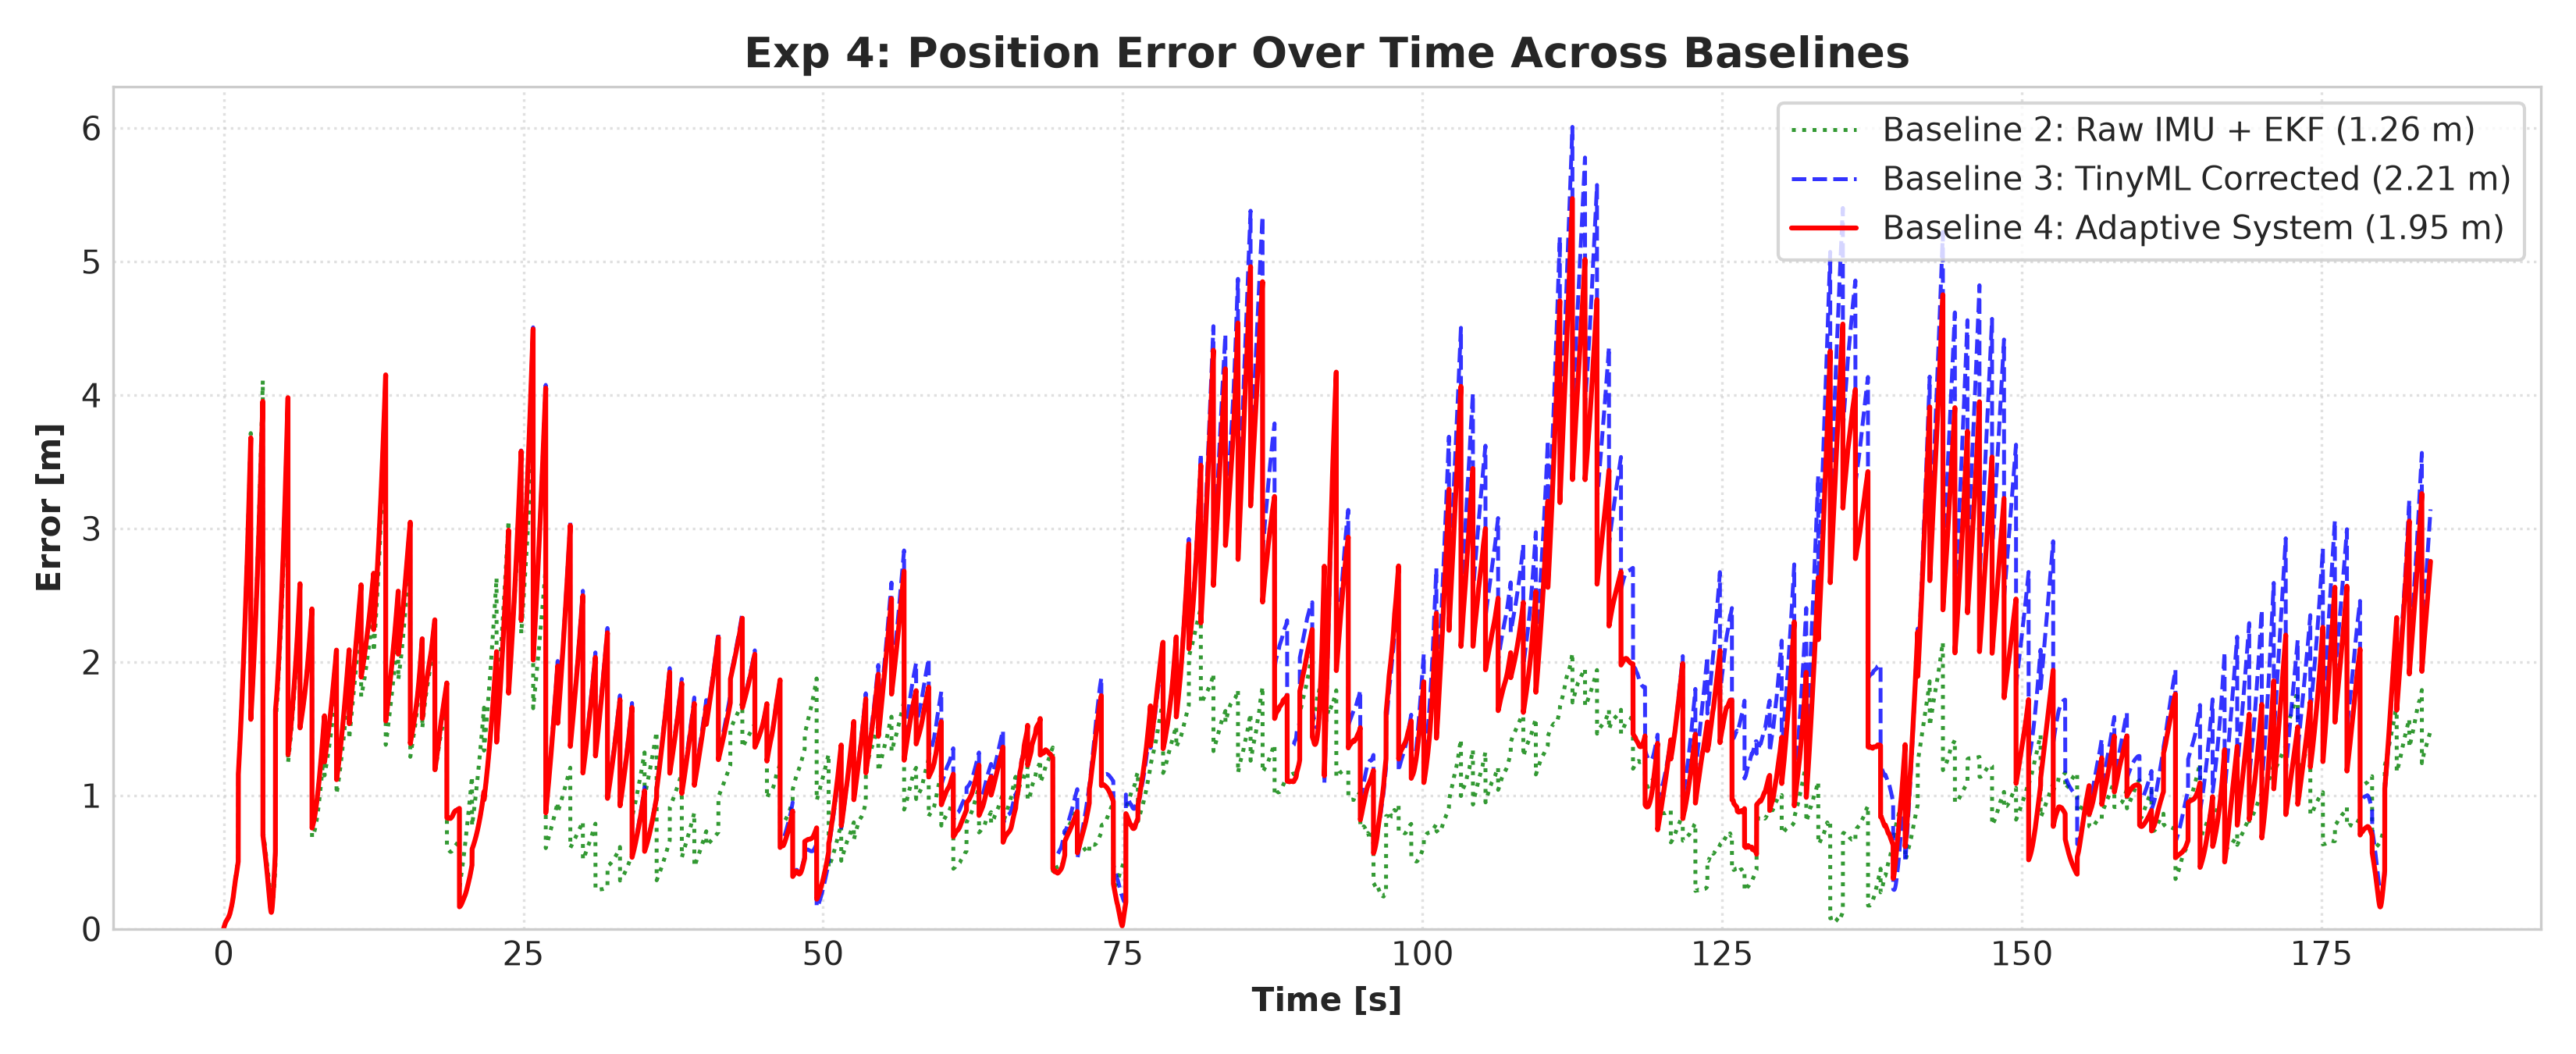 Exp 4: Position Error Over Time Across Baselines
Baseline 2: Raw IMU + EKF (1.26 m)
Baseline 3: TinyML Corrected (2.21 m)
Baseline 4: Adaptive System (1.95 m)
Error [m]
6
5
4
3
2
1
0
0 25 50 75 100 125 150 175
Time [s]